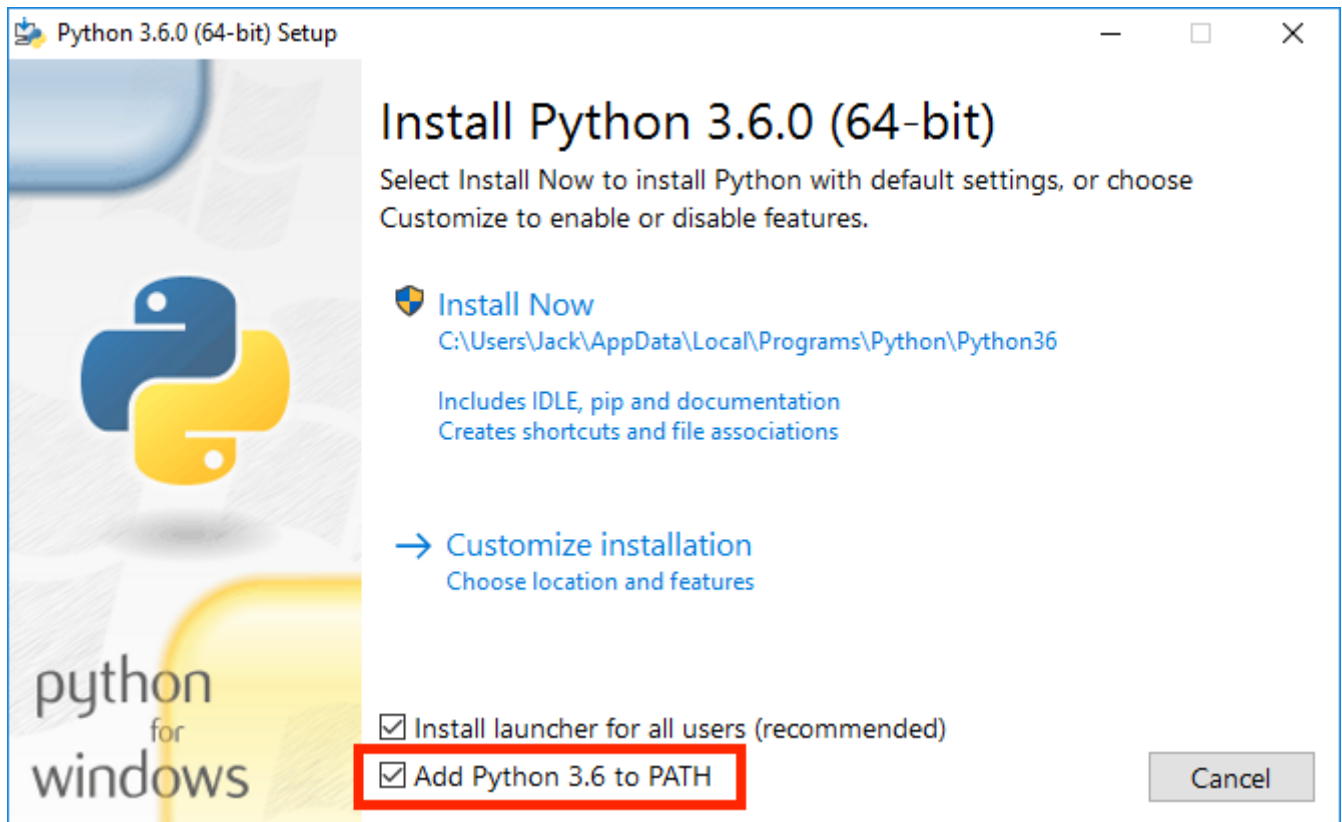 Python 3.6.0 (64-bit) Setup
Install Python 3.6.0 (64-bit)
Select Install Now to install Python with default settings, or choose
Customize to enable or disable features.
Install Now
C:\Users\Jack\AppData\Local\Programs\Python\Python36
Includes IDLE, pip and documentation
Creates shortcuts and file associations
Customize installation
Choose location and features
python
for
windows
Install launcher for all users (recommended)
Add Python 3.6 to PATH
Cancel